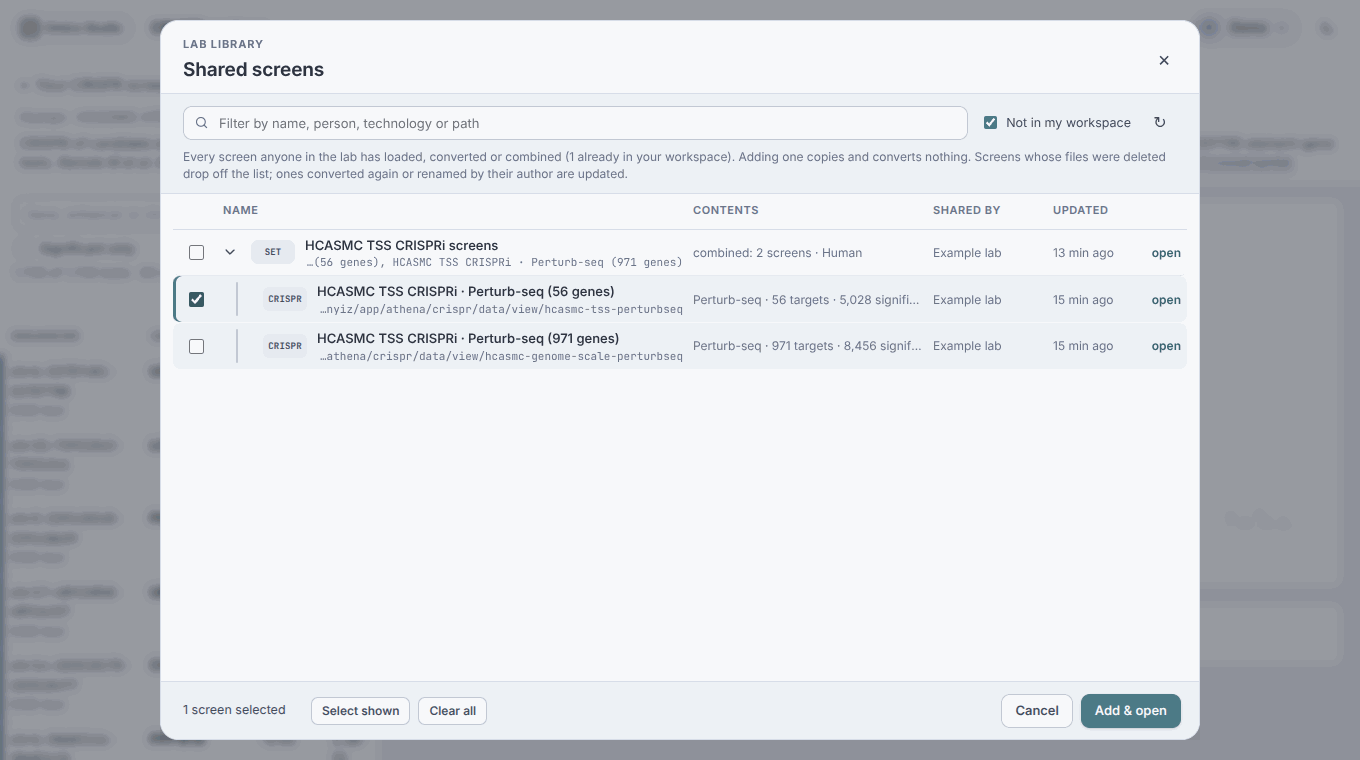 LAB LIBRARY
Shared screens
×
Filter by name, person, technology or path
Not in my workspace
Every screen anyone in the lab has loaded, converted or combined (1 already in your workspace). Adding one copies and converts nothing. Screens whose files were deleted
drop off the list; ones converted again or renamed by their author are updated.
NAME CONTENTS SHARED BY UPDATED
SET HCASMC TSS CRISPRi screens combined: 2 screens · Human Example lab 13 min ago open
…(56 genes), HCASMC TSS CRISPRi · Perturb-seq (971 genes)
CRISPR HCASMC TSS CRISPRi · Perturb-seq (56 genes) Perturb-seq · 56 targets · 5,028 signifi… Example lab 15 min ago open
…nyiz/app/athena/crispr/data/view/hcasmc-tss-perturbseq
CRISPR HCASMC TSS CRISPRi · Perturb-seq (971 genes) Perturb-seq · 971 targets · 8,456 signif… Example lab 15 min ago open
…athena/crispr/data/view/hcasmc-genome-scale-perturbseq
1 screen selected Select shown Clear all Cancel Add & open